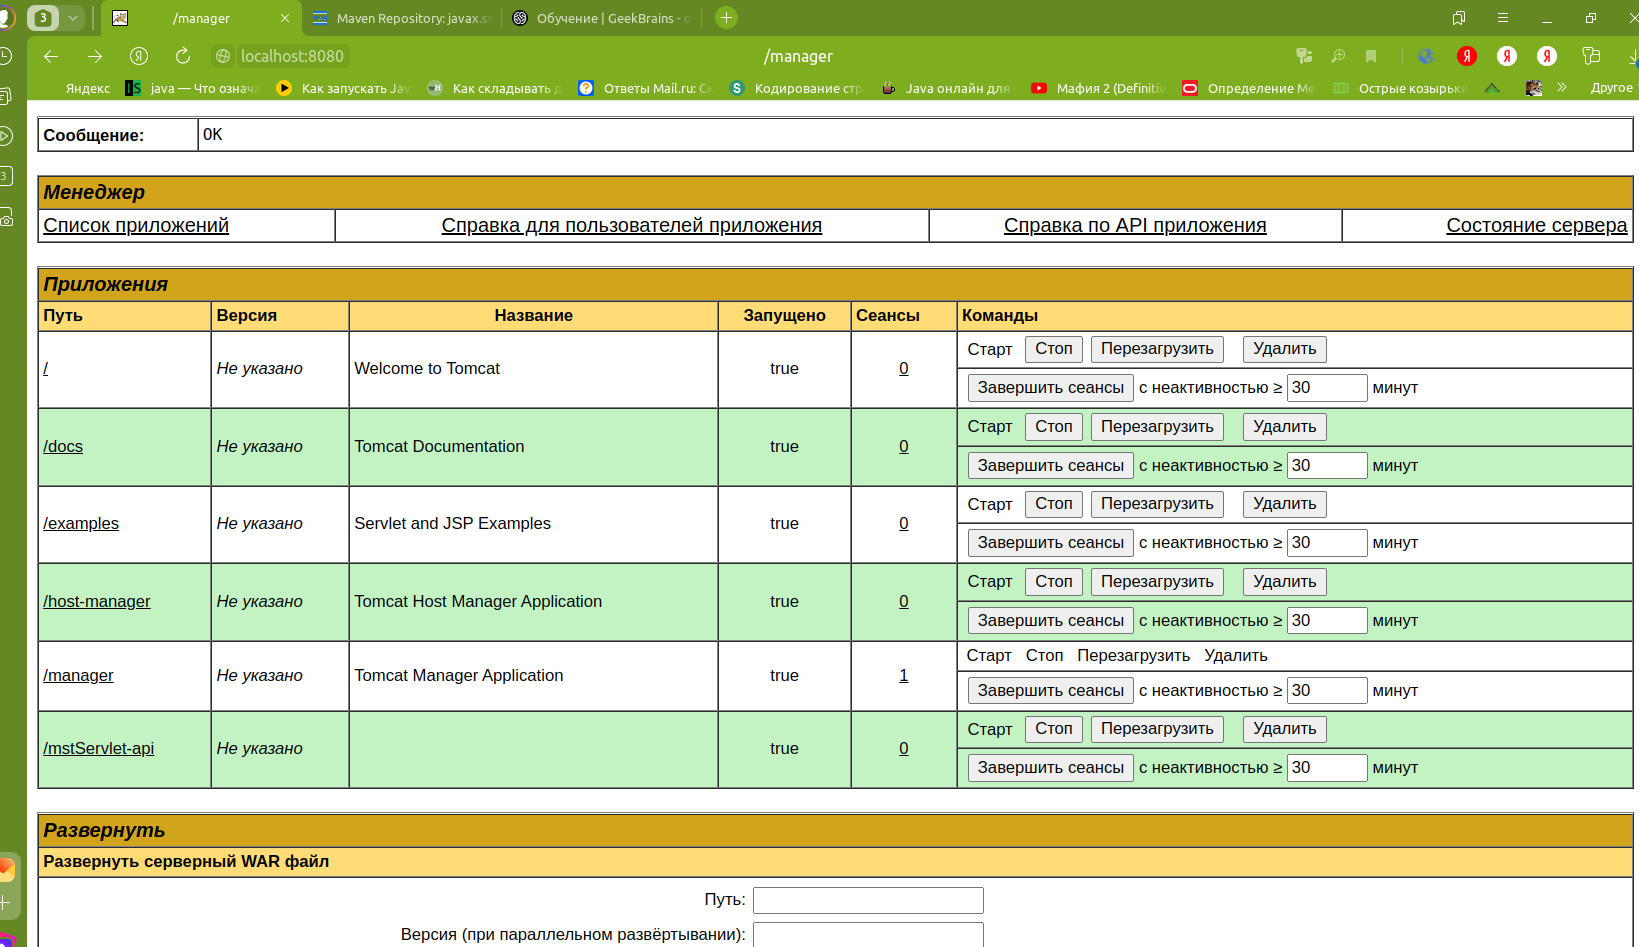 3
/manager
Maven Repository: javax.se
Обучение | GeekBrains - о
localhost:8080
/manager
Яндекс
java — Что означа
Как запускать Jav
Как складывать д
Ответы Mail.ru: Ск
Кодирование стр
Java онлайн для
Мафия 2 (Definitiv
Определение Ме
Острые козырьки
Другое
Сообщение: OK
Менеджер
Список приложений Справка для пользователей приложения Справка по API приложения Состояние сервера
Приложения
Путь Версия Название Запущено Сеансы Команды
/ Не указано Welcome to Tomcat true 0 Старт Стоп Перезагрузить Удалить
Завершить сеансы с неактивностью ≥ 30 минут
/docs Не указано Tomcat Documentation true 0 Старт Стоп Перезагрузить Удалить
Завершить сеансы с неактивностью ≥ 30 минут
/examples Не указано Servlet and JSP Examples true 0 Старт Стоп Перезагрузить Удалить
Завершить сеансы с неактивностью ≥ 30 минут
/host-manager Не указано Tomcat Host Manager Application true 0 Старт Стоп Перезагрузить Удалить
Завершить сеансы с неактивностью ≥ 30 минут
/manager Не указано Tomcat Manager Application true 1 Старт Стоп Перезагрузить Удалить
Завершить сеансы с неактивностью ≥ 30 минут
/mstServlet-api Не указано true 0 Старт Стоп Перезагрузить Удалить
Завершить сеансы с неактивностью ≥ 30 минут
Развернуть
Развернуть серверный WAR файл
Путь:
Версия (при параллельном развёртывании):